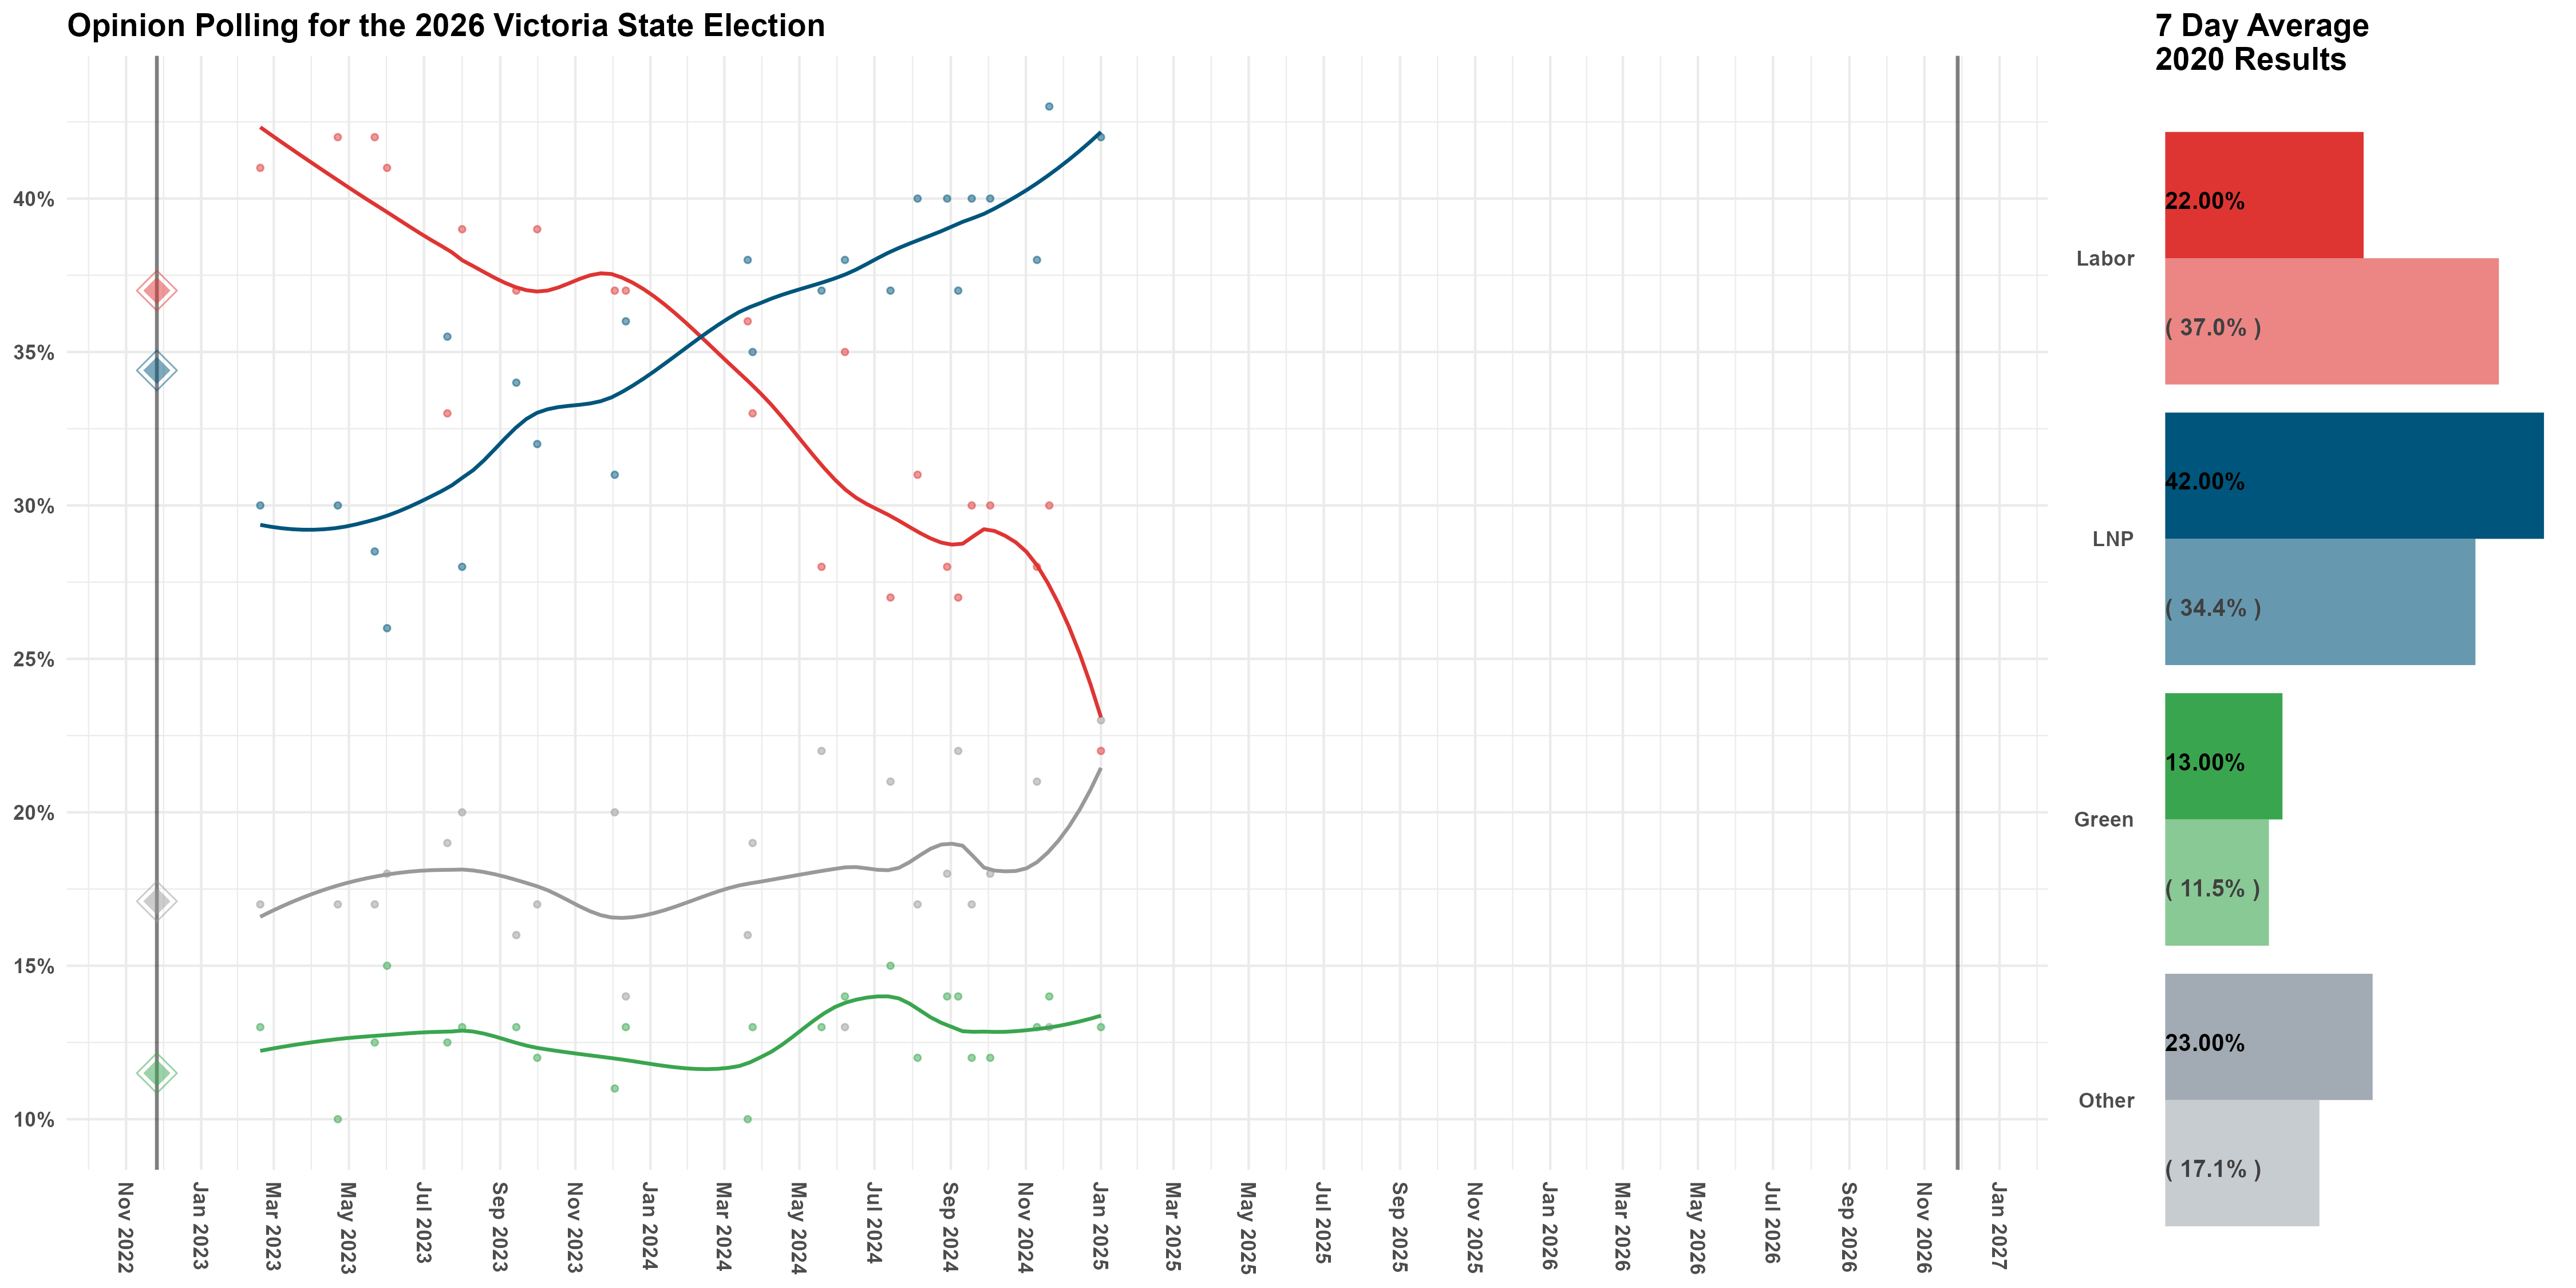 Opinion Polling for the 2026 Victoria State Election
40%
35%
30%
25%
20%
15%
10%
Nov 2022
Jan 2023
Mar 2023
May 2023
Jul 2023
Sep 2023
Nov 2023
Jan 2024
Mar 2024
May 2024
Jul 2024
Sep 2024
Nov 2024
Jan 2025
Mar 2025
May 2025
Jul 2025
Sep 2025
Nov 2025
Jan 2026
Mar 2026
May 2026
Jul 2026
Sep 2026
Nov 2026
Jan 2027
7 Day Average
2020 Results
Labor
22.00%
( 37.0% )
LNP
42.00%
( 34.4% )
Green
13.00%
( 11.5% )
Other
23.00%
( 17.1% )